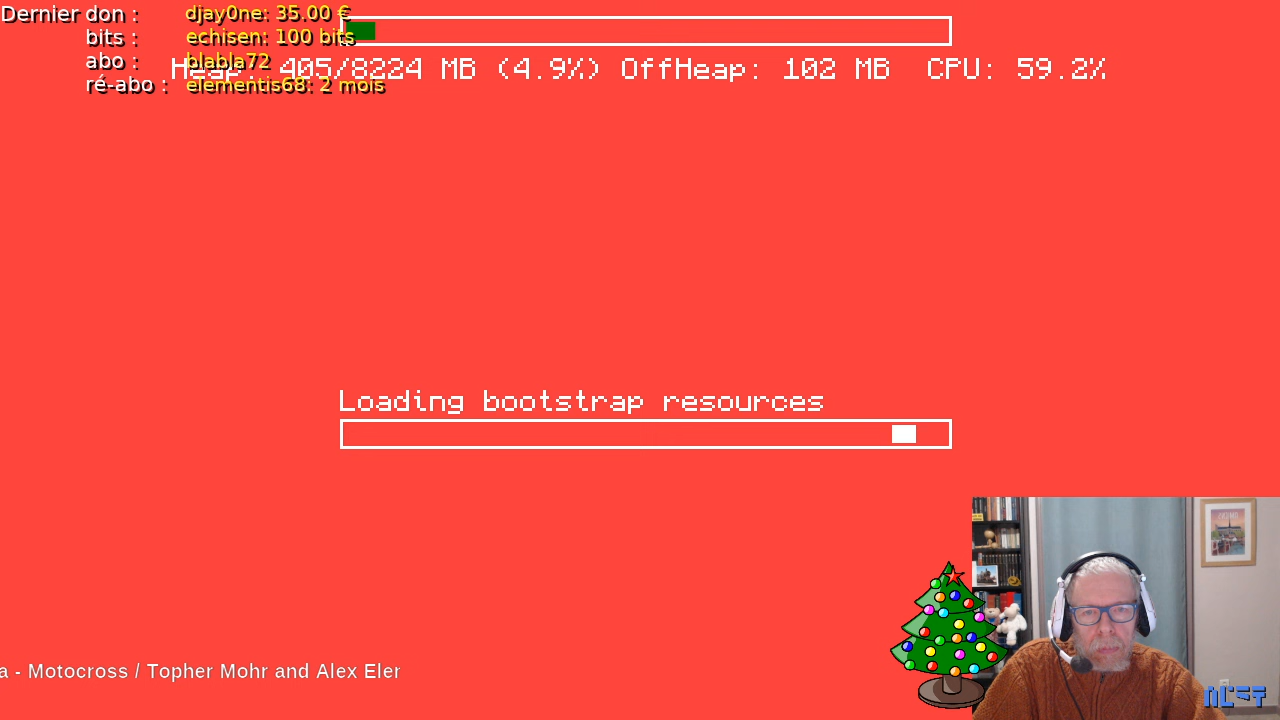 Dernier don : djay0ne: 35.00 €
bits : echisen: 100 bits
abo : blabla72
Heap: 405/8224 MB (4.9%) OffHeap: 102 MB CPU: 59.2%
ré-abo : elementis68: 2 mois
Loading bootstrap resources
a - Motocross / Topher Mohr and Alex Eler